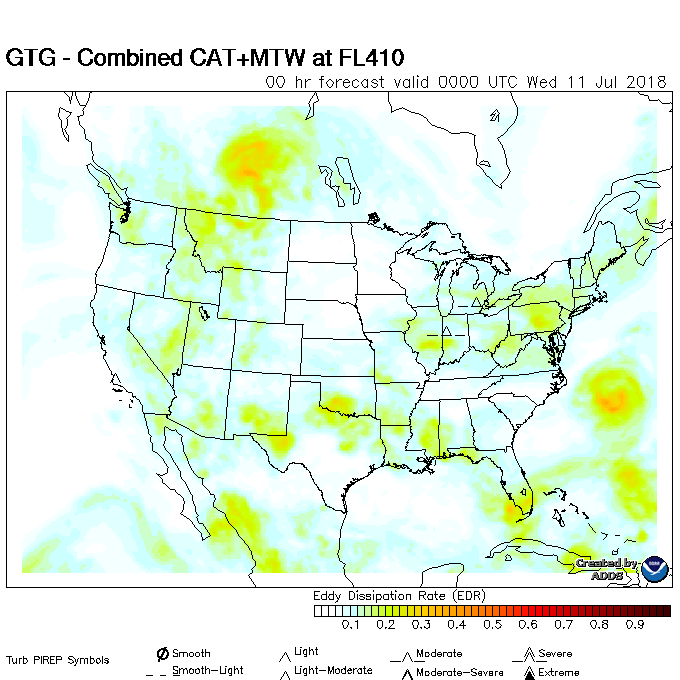 GTG - Combined CAT+MTW at FL410
00 hr forecast valid 0000 UTC Wed 11 Jul 2018
Created by
ADDS
Eddy Dissipation Rate (EDR)
0.1 0.2 0.3 0.4 0.5 0.6 0.7 0.8 0.9
Turb PIREP Symbols
Smooth Light Moderate Severe
Smooth-Light Light-Moderate Moderate-Severe Extreme